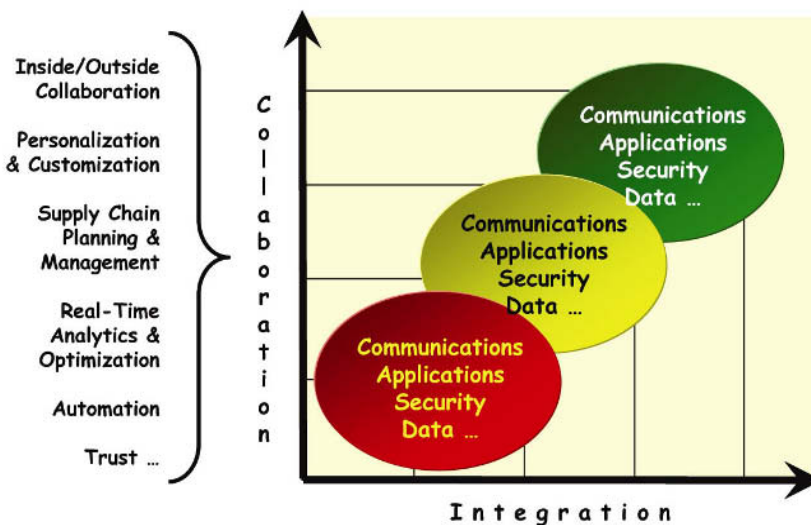 Inside/Outside
Collaboration
Personalization
& Customization
Supply Chain
Planning &
Management
Real-Time
Analytics &
Optimization
Automation
Trust ...
Collaboration
Communications
Applications
Security
Data ...
Communications
Applications
Security
Data ...
Communications
Applications
Security
Data ...
Integration